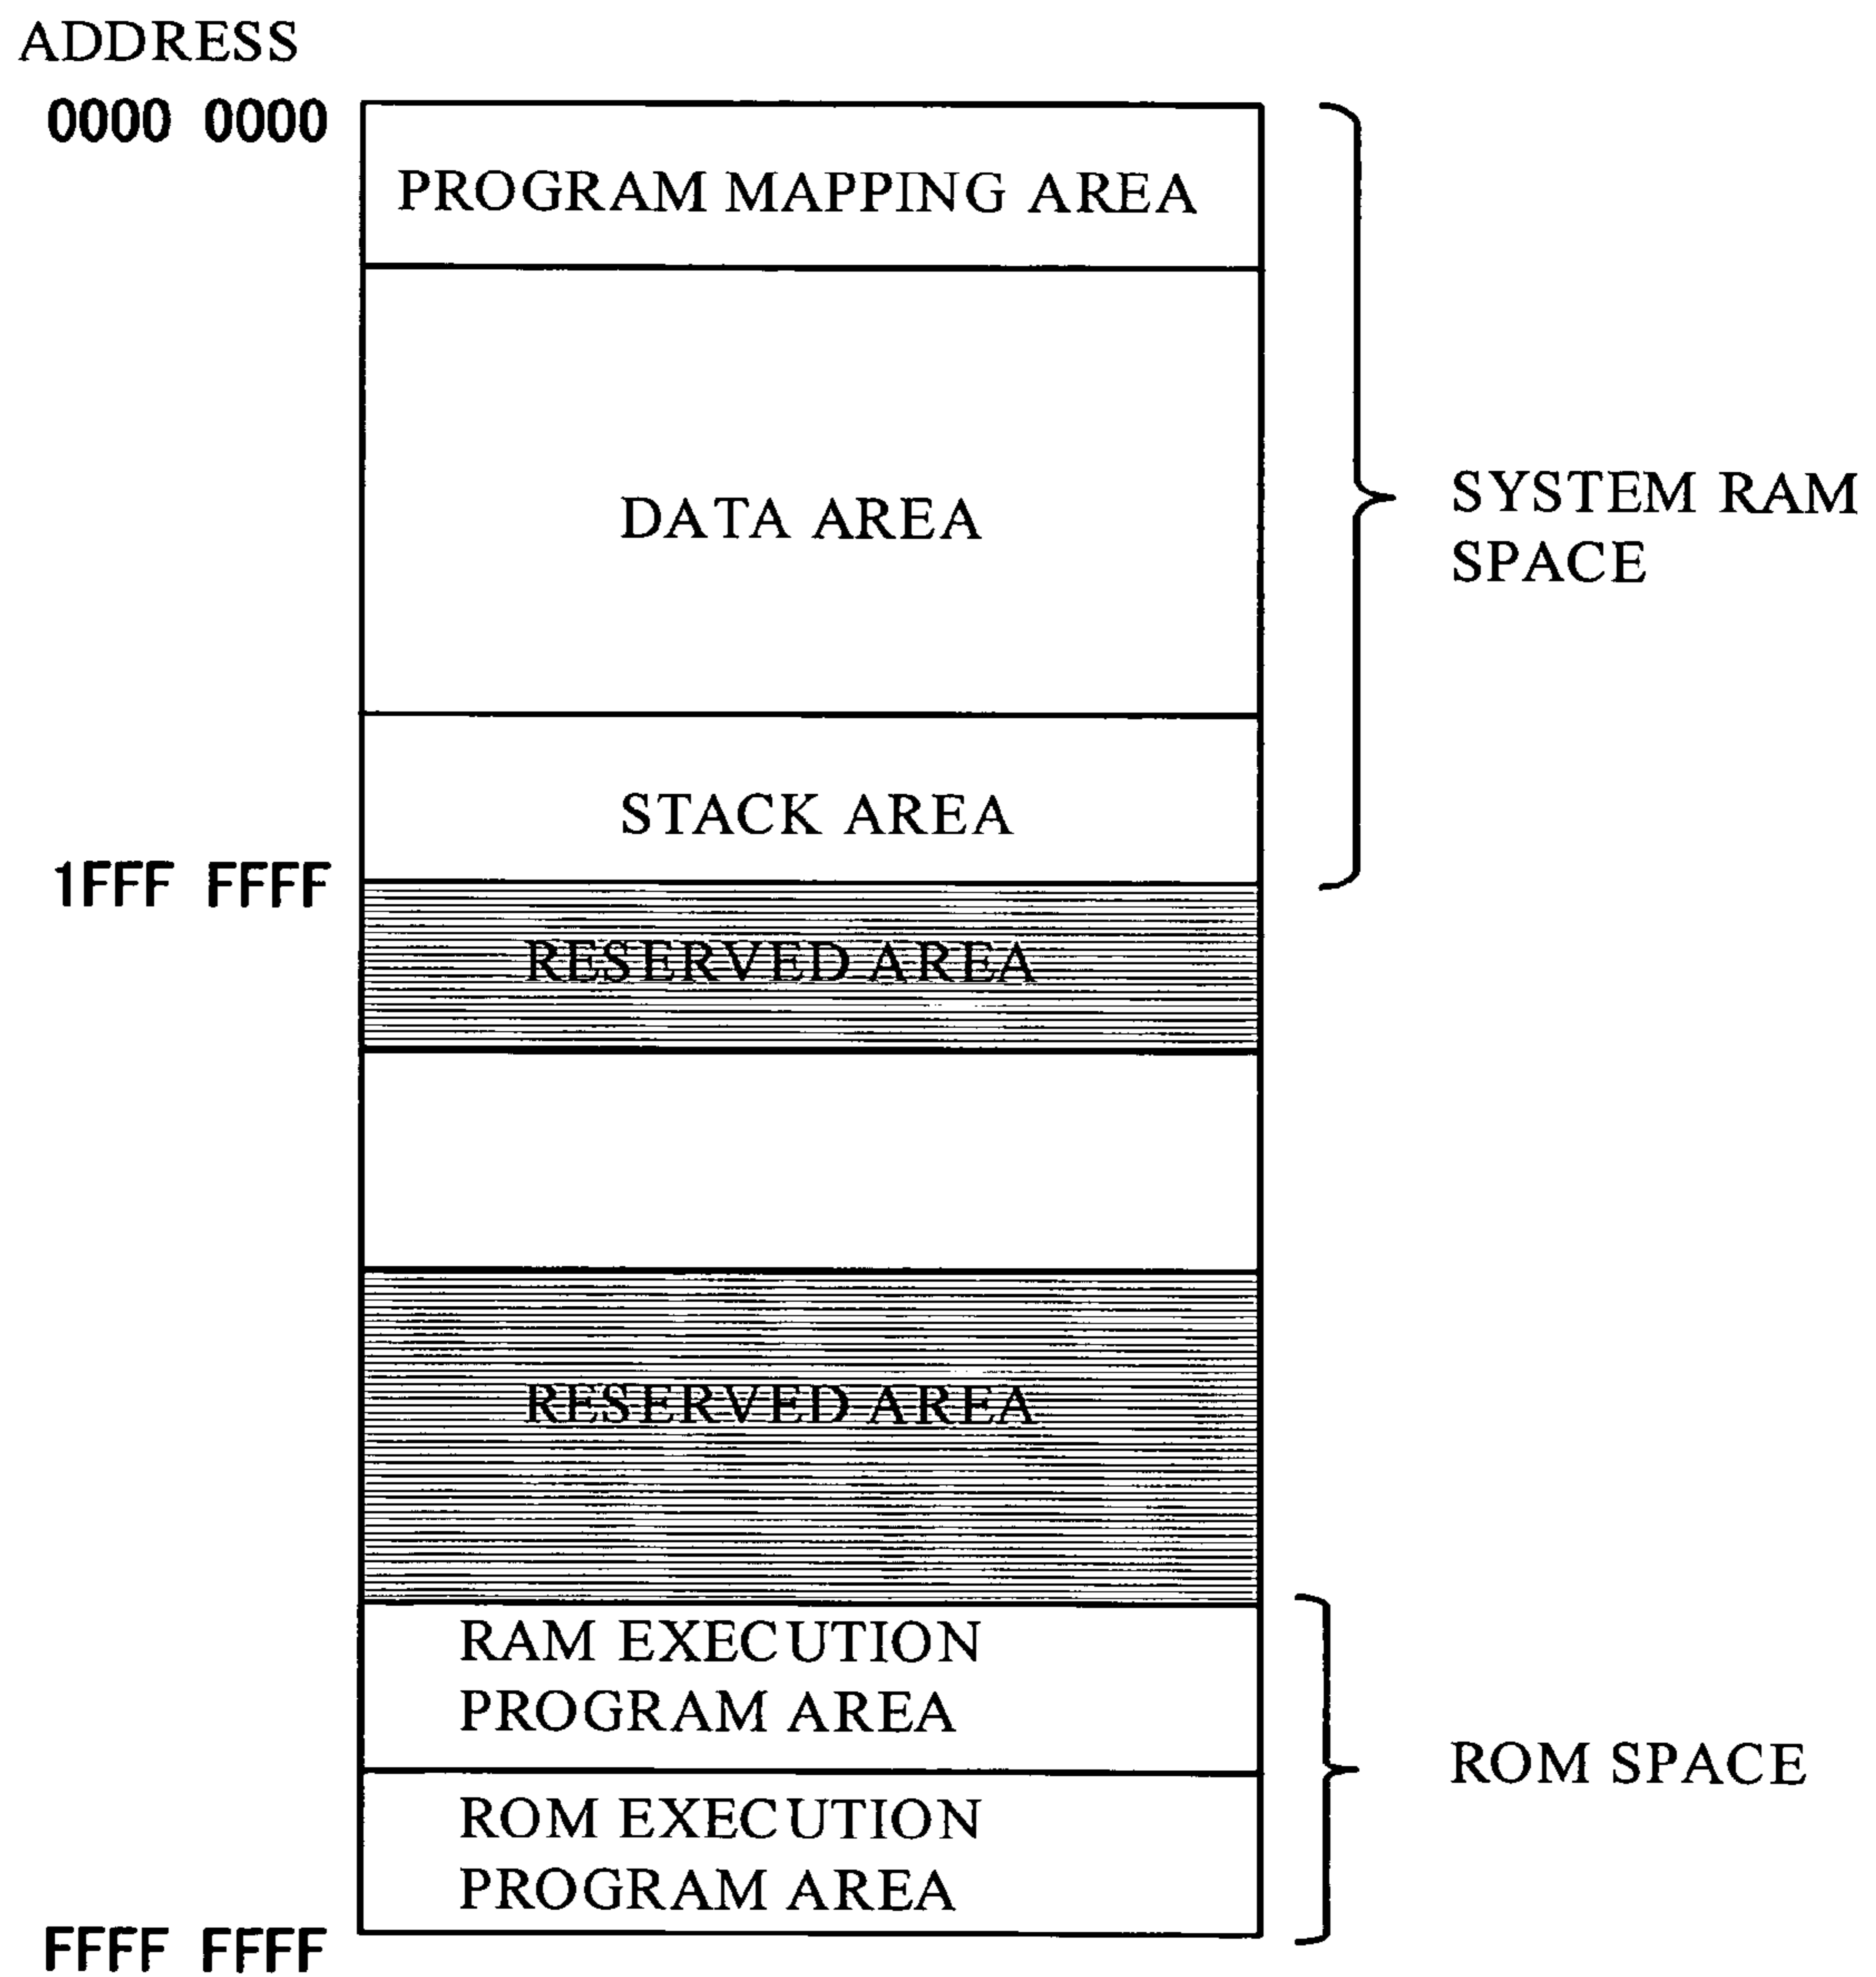 ADDRESS
0000 0000
PROGRAM MAPPING AREA
DATA AREA
SYSTEM RAM
SPACE
STACK AREA
1FFF FFFF
RESERVED AREA
RESERVED AREA
RAM EXECUTION
PROGRAM AREA
ROM SPACE
ROM EXECUTION
PROGRAM AREA
FFFF FFFF